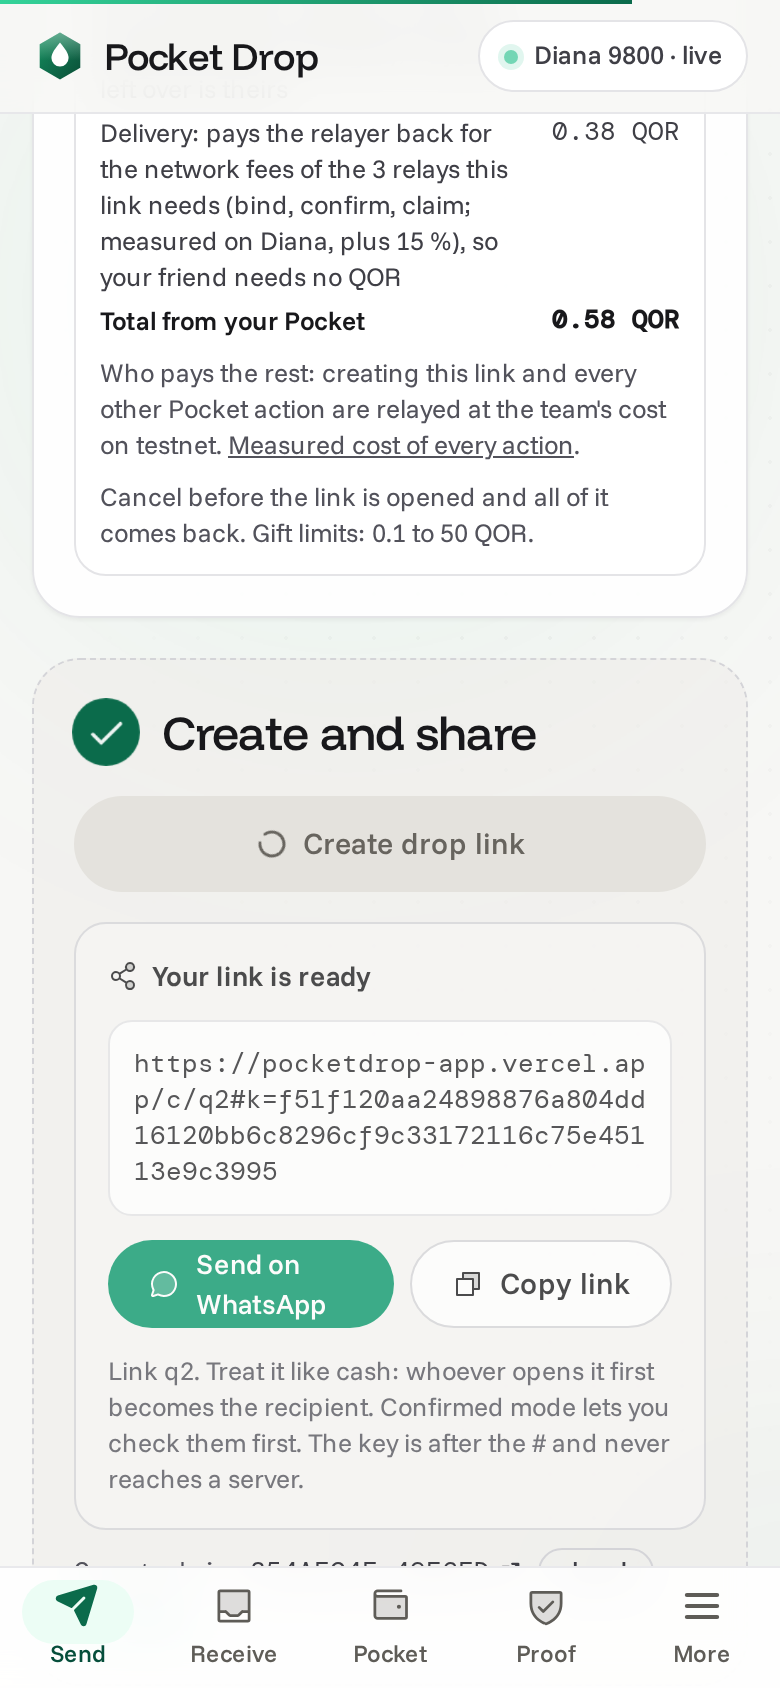 Pocket Drop
Diana 9800 · live
left over is theirs
Delivery: pays the relayer back for
0.38 QOR
the network fees of the 3 relays this
link needs (bind, confirm, claim;
measured on Diana, plus 15 %), so
your friend needs no QOR
Total from your Pocket
0.58 QOR
Who pays the rest: creating this link and every
other Pocket action are relayed at the team's cost
on testnet. Measured cost of every action.
Cancel before the link is opened and all of it
comes back. Gift limits: 0.1 to 50 QOR.
Create and share
Create drop link
Your link is ready
https://pocketdrop-app.vercel.ap
p/c/q2#k=f51f120aa24898876a804dd
16120bb6c8296cf9c33172116c75e451
13e9c3995
Send on
WhatsApp
Copy link
Link q2. Treat it like cash: whoever opens it first
becomes the recipient. Confirmed mode lets you
check them first. The key is after the # and never
reaches a server.
Send
Receive
Pocket
Proof
More